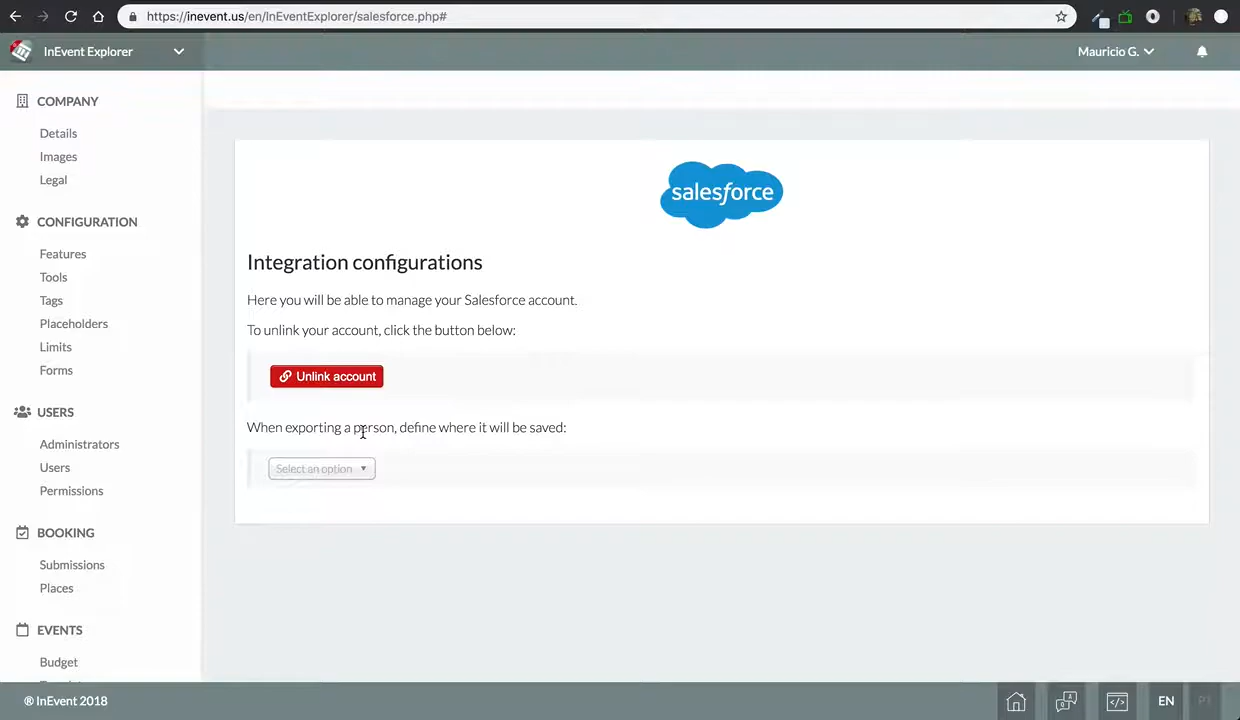 https://inevent.us/en/InEventExplorer/salesforce.php#
InEvent Explorer
Mauricio G.
COMPANY
Details
Images
Legal
CONFIGURATION
Features
Tools
Tags
Placeholders
Limits
Forms
USERS
Administrators
Users
Permissions
BOOKING
Submissions
Places
EVENTS
Budget
salesforce
Integration configurations
Here you will be able to manage your Salesforce account.
To unlink your account, click the button below:
Unlink account
When exporting a person, define where it will be saved:
Select an option
® InEvent 2018
EN
PT